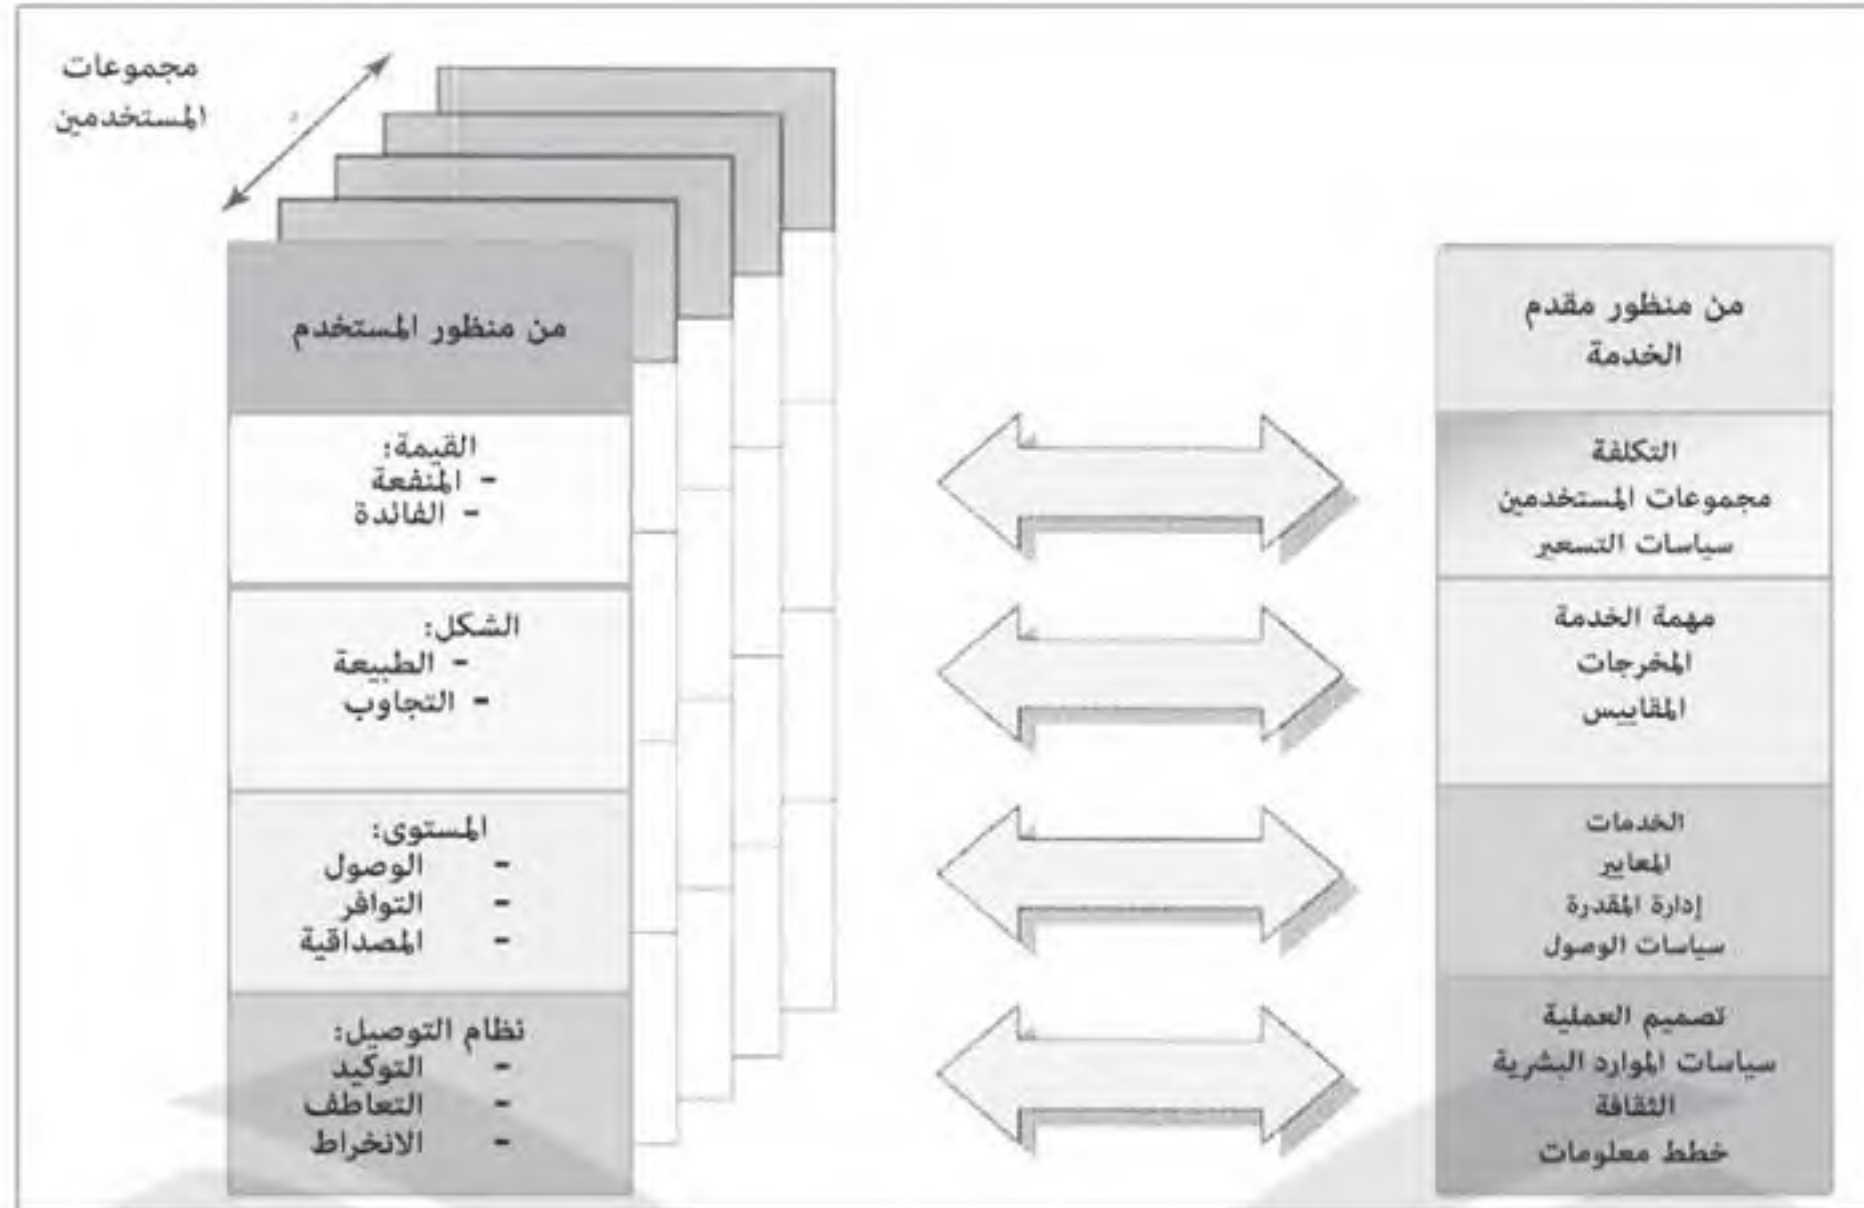 مجموعات
المستخدمين
من منظور المستخدم
القيمة:
- المنفعة
- الفائدة
الشكل:
- الطبيعة
- التجاوب
المستوى:
- الوصول
- التوافر
- المصداقية
نظام التوصيل:
- التوكيد
- التعاطف
- الانخراط
من منظور مقدم
الخدمة
التكلفة
مجموعات المستخدمين
سياسات التسعير
مهمة الخدمة
المخرجات
المقاييس
الخدمات
المعايير
إدارة المقدرة
سياسات الوصول
تصميم العملية
سياسات الموارد البشرية
الثقافة
خطط معلومات